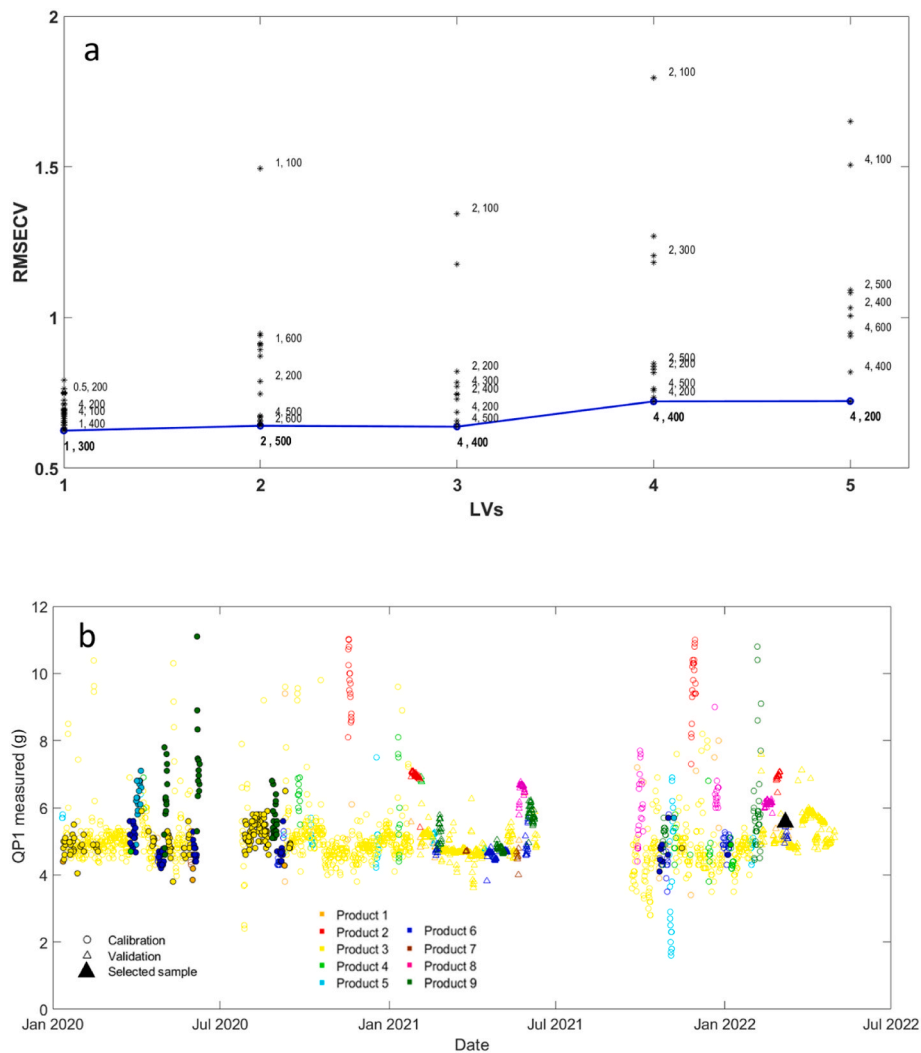 a
2
1.5
1
0.5
RMSECV
1
2
3
4
5
LVs
0.5, 200
4, 200
4, 100
1, 400
1 , 300
1, 100
1, 600
2, 200
4, 500
2, 600
2 , 500
2, 100
2, 200
4, 300
2, 400
4, 200
4, 500
4 , 400
2, 100
2, 300
2, 500
2, 200
4, 500
4, 200
4 , 400
4, 100
2, 500
2, 400
4, 600
4, 400
4 , 200
b
12
10
8
6
4
2
0
QP1 measured (g)
Calibration
Validation
Selected sample
Product 1
Product 2
Product 3
Product 4
Product 5
Product 6
Product 7
Product 8
Product 9
Jan 2020
Jul 2020
Jan 2021
Jul 2021
Jan 2022
Jul 2022
Date